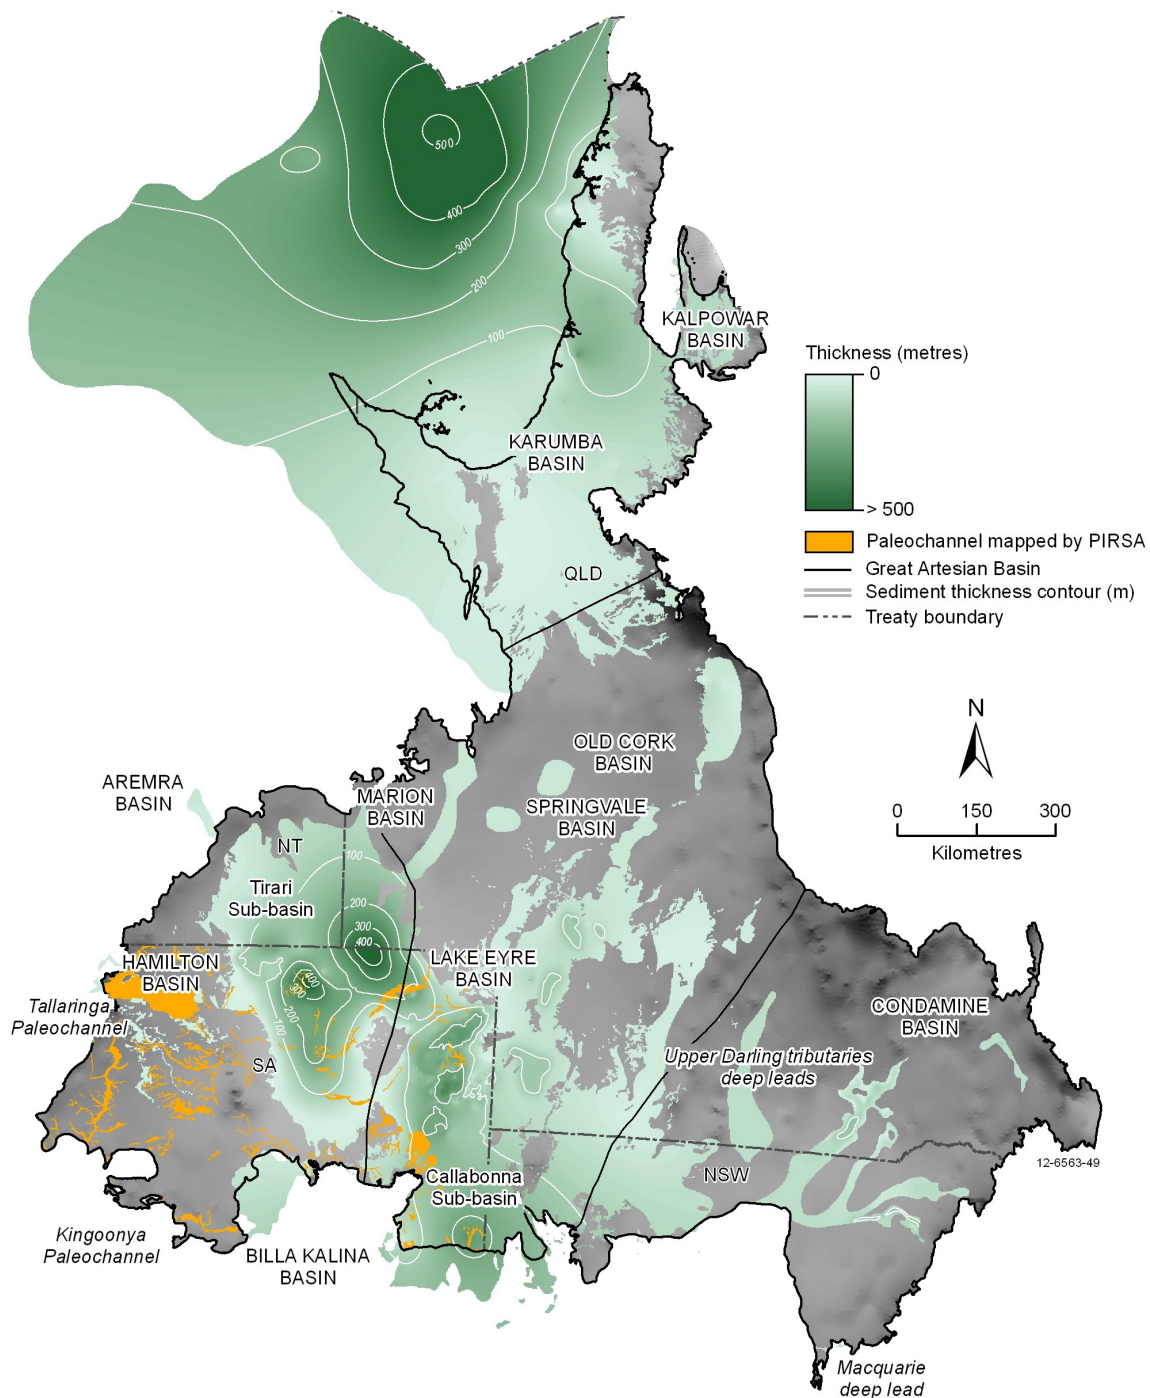 500
400
300
200
100
KALPOWAR
BASIN
Thickness (metres)
0
> 500
Paleochannel mapped by PIRSA
Great Artesian Basin
Sediment thickness contour (m)
Treaty boundary
KARUMBA
BASIN
QLD
N
0 150 300
Kilometres
OLD CORK
BASIN
SPRINGVALE
BASIN
AREMRA
BASIN
MARION
BASIN
NT
100
Tirari
Sub-basin
200
300
400
HAMILTON
BASIN
LAKE EYRE
BASIN
400
300
200
100
Tallaringa
Paleochannel
CONDAMINE
BASIN
SA
Upper Darling tributaries
deep leads
Callabonna
Sub-basin
NSW
12-6563-49
Kingoonya
Paleochannel
BILLA KALINA
BASIN
Macquarie
deep lead